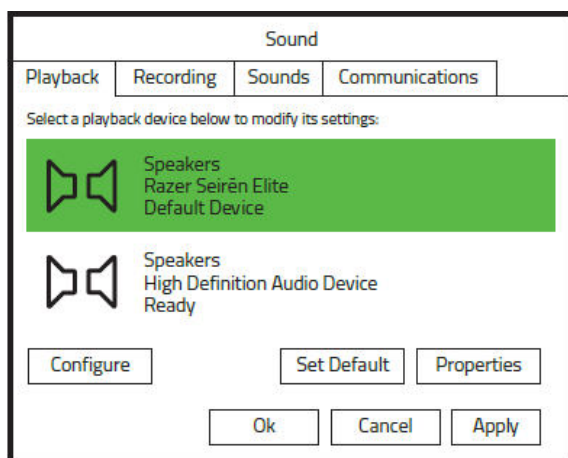 Sound
Playback Recording Sounds Communications
Select a playback device below to modify its settings:
Speakers
Razer Seirēn Elite
Default Device
Speakers
High Definition Audio Device
Ready
Configure Set Default Properties
Ok Cancel Apply